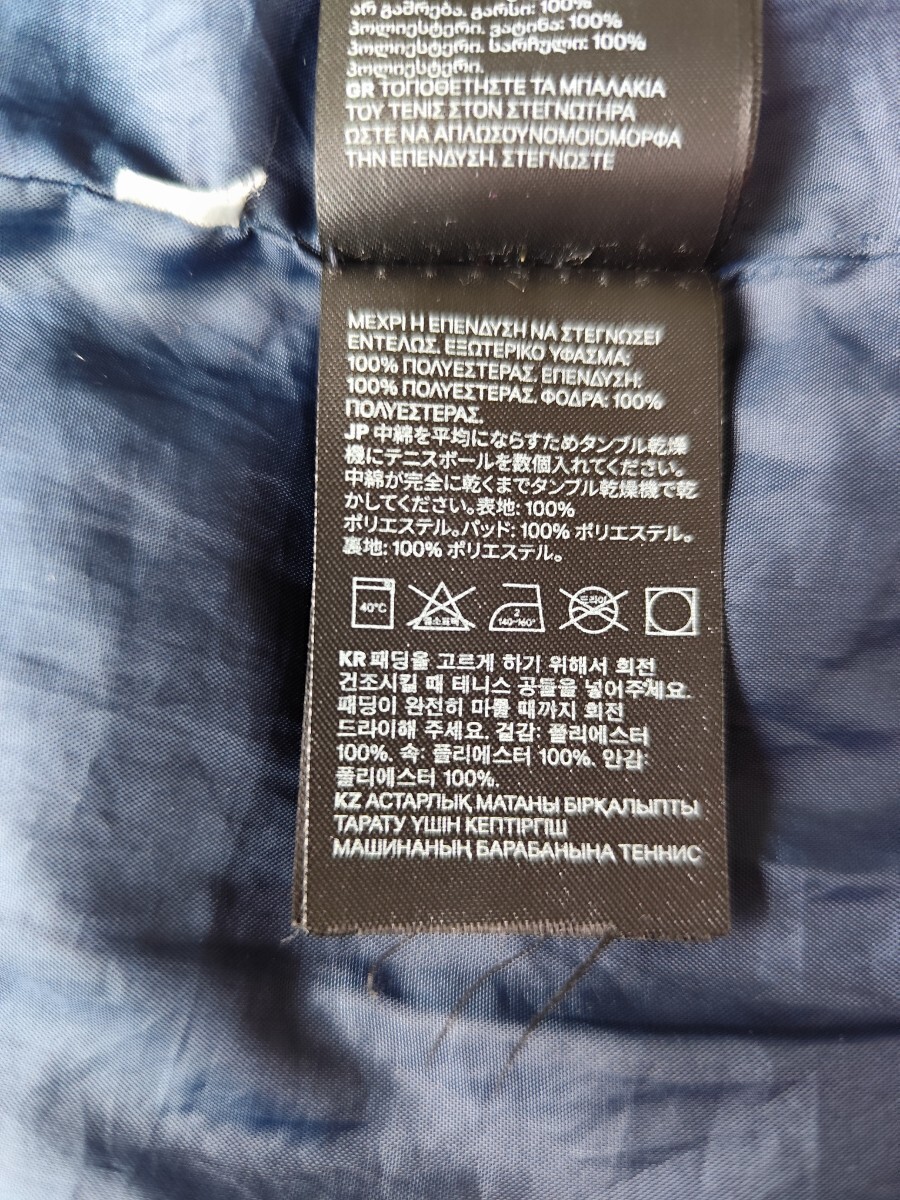 არ გამრება. გარსი: 100%
პოლიესტერი. ვატინა: 100%
პოლიესტერი. სარჩული: 100%
პოლიესტერი.
GR ΤΟΠΟΘΕΤΗΣΤΕ ΤΑ ΜΠΑΛΑΚΙΑ
ΤΟΥ ΤΕΝΙΣ ΣΤΟΝ ΣΤΕΓΝΩΤΗΡΑ
ΩΣΤΕ ΝΑ ΑΠΛΩΣΟΥΝΟΜΟΙΟΜΟΡΦΑ
ΤΗΝ ΕΠΕΝΔΥΣΗ. ΣΤΕΓΝΩΣΤΕ
ΜΕΧΡΙ Η ΕΠΕΝΔΥΣΗ ΝΑ ΣΤΕΓΝΩΣΕΙ
ΕΝΤΕΛΩΣ. ΕΞΩΤΕΡΙΚΟ ΥΦΑΣΜΑ:
100% ΠΟΛΥΕΣΤΕΡΑΣ. ΕΠΕΝΔΥΣΗ:
100% ΠΟΛΥΕΣΤΕΡΑΣ. ΦΟΔΡΑ: 100%
ΠΟΛΥΕΣΤΕΡΑΣ.
JP 中綿を平均にならすためタンブル乾燥
機にテニスボールを数個入れてください。
中綿が完全に乾くまでタンブル乾燥機で乾
かしてください。表地: 100%
ポリエステル。パッド: 100% ポリエステル。
裏地: 100% ポリエステル。
40°C 염소표백 2 140~160° 드라이
KR 패딩을 고르게 하기 위해서 회전
건조시킬 때 테니스 공들을 넣어주세요.
패딩이 완전히 마를 때까지 회전
드라이해 주세요. 겉감: 폴리에스터
100%. 속: 폴리에스터 100%. 안감:
폴리에스터 100%.
KZ АСТАРЛЫҚ МАТАНЫ БІРҚАЛЫПТЫ
ТАРАТУ ҮШІН КЕПТІРГІШ
МАШИНАНЫҢ БАРАБАНЫНА ТЕННИС